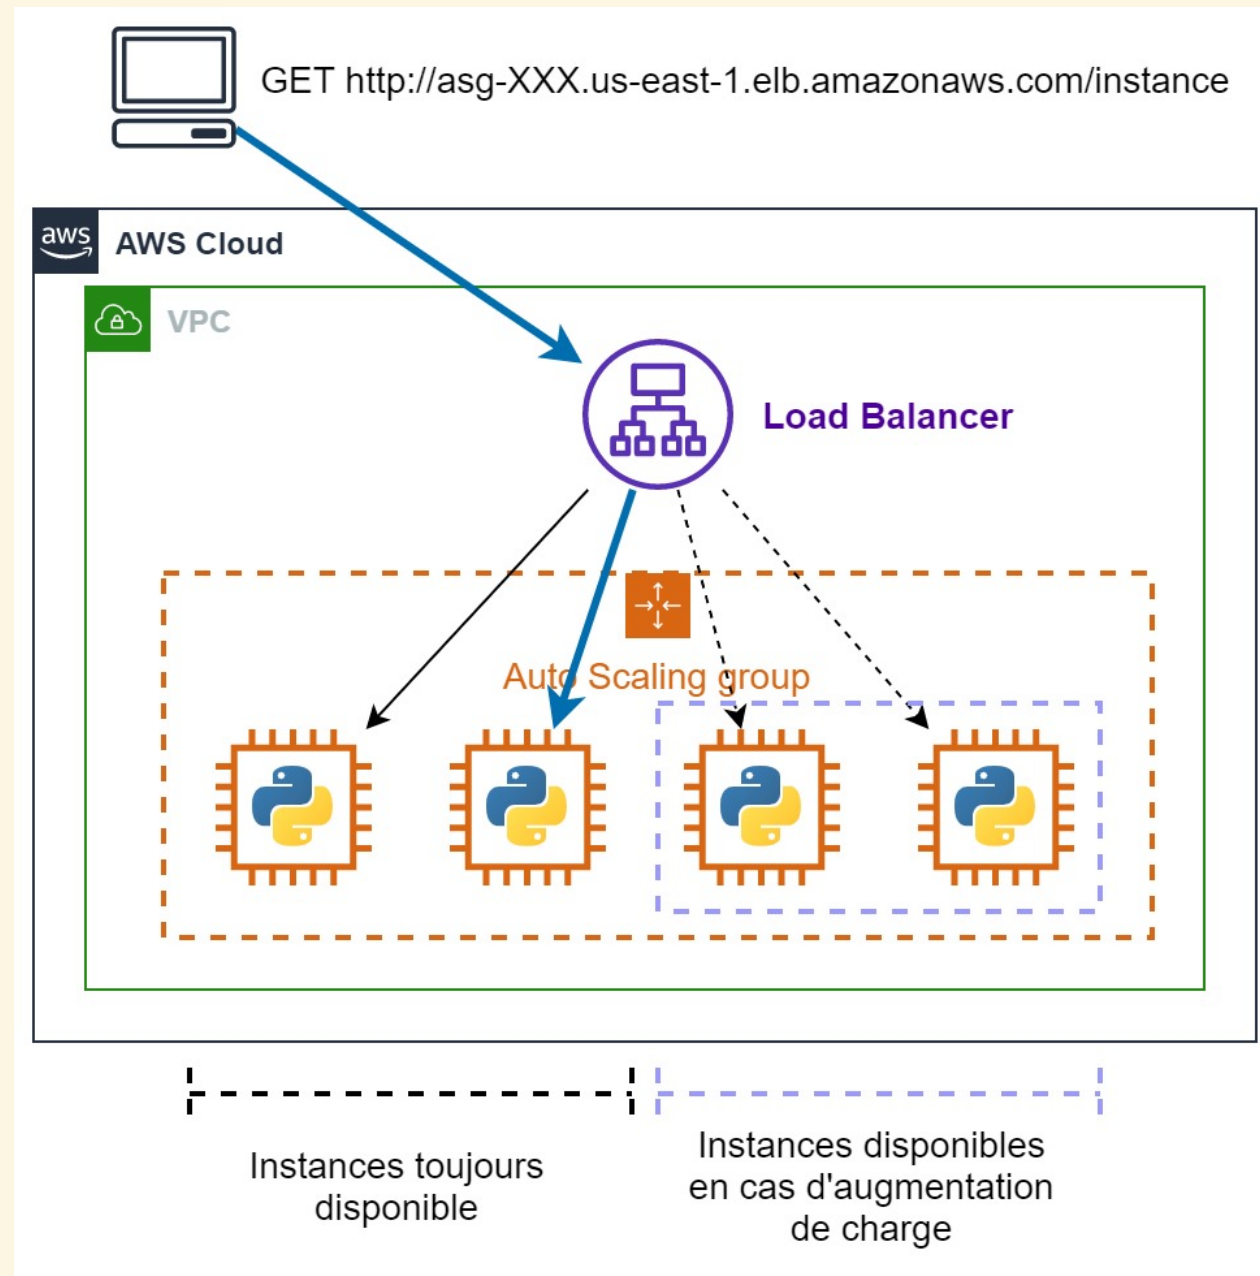 GET http://asg-XXX.us-east-1.elb.amazonaws.com/instance
aws
AWS Cloud
VPC
Load Balancer
Auto Scaling group
Instances toujours
disponible
Instances disponibles
en cas d'augmentation
de charge